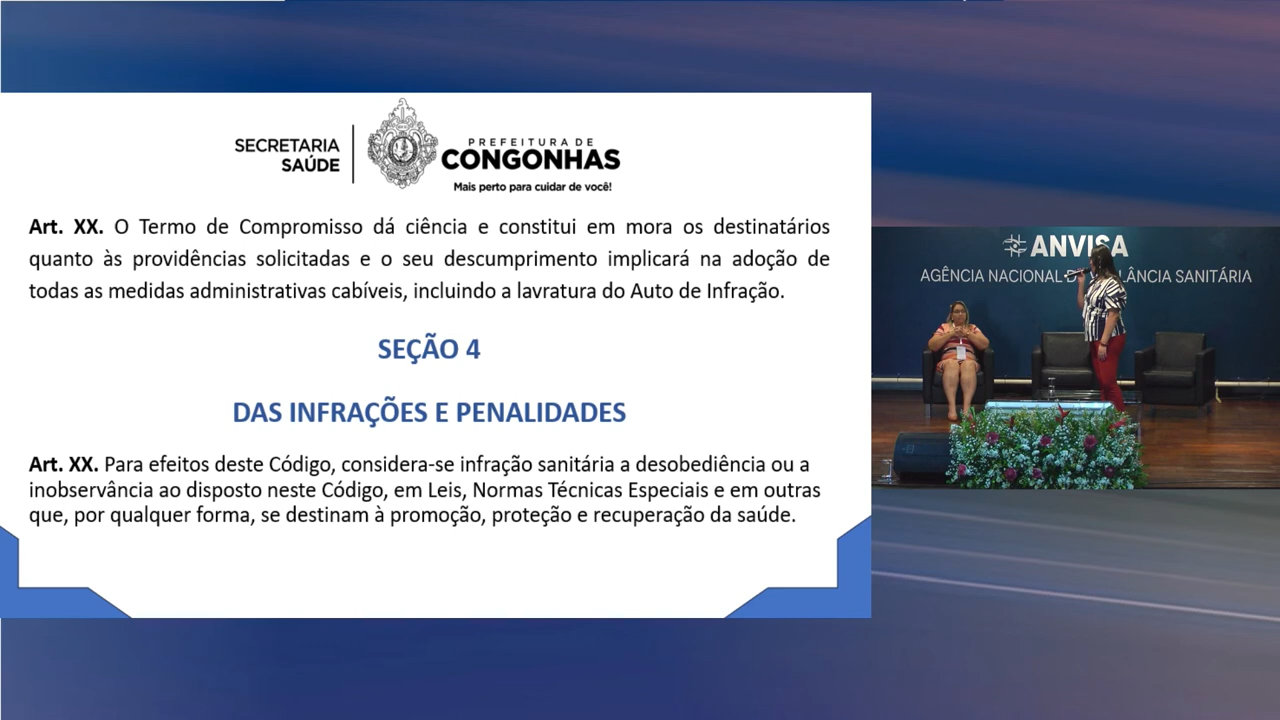 SECRETARIA
SAÚDE
PREFEITURA DE
CONGONHAS
Mais perto para cuidar de você!
Art. XX. O Termo de Compromisso dá ciência e constitui em mora os destinatários
quanto às providências solicitadas e o seu descumprimento implicará na adoção de
todas as medidas administrativas cabíveis, incluindo a lavratura do Auto de Infração.
SEÇÃO 4
DAS INFRAÇÕES E PENALIDADES
Art. XX. Para efeitos deste Código, considera-se infração sanitária a desobediência ou a
inobservância ao disposto neste Código, em Leis, Normas Técnicas Especiais e em outras
que, por qualquer forma, se destinam à promoção, proteção e recuperação da saúde.
ANVISA
AGÊNCIA NACIONAL LÂNCIA SANITÁRIA